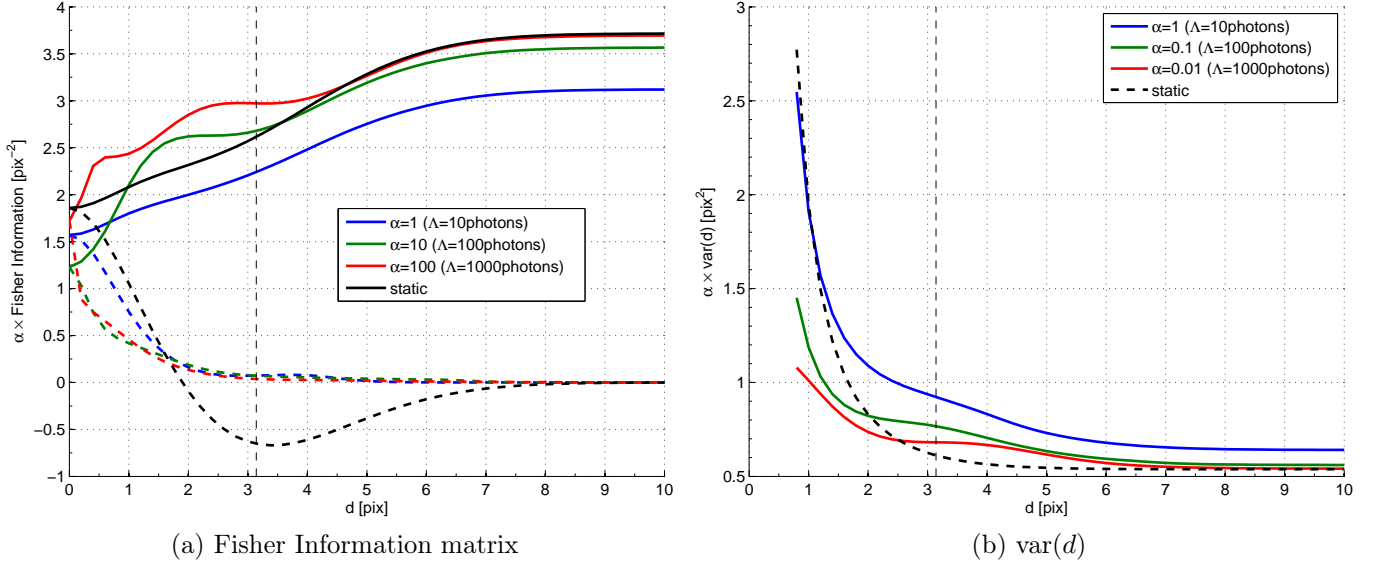 4
3.5
3
2.5
2
1.5
1
0.5
0
−0.5
−1
0 1 2 3 4 5 6 7 8 9 10
d [pix]
α × Fisher Information [pix⁻²]
α=1 (Λ=10photons)
α=10 (Λ=100photons)
α=100 (Λ=1000photons)
static
(a) Fisher Information matrix
3
2.5
2
1.5
1
0.5
0 1 2 3 4 5 6 7 8 9 10
d [pix]
α × var(d) [pix²]
α=1 (Λ=10photons)
α=0.1 (Λ=100photons)
α=0.01 (Λ=1000photons)
static
(b) var(d)